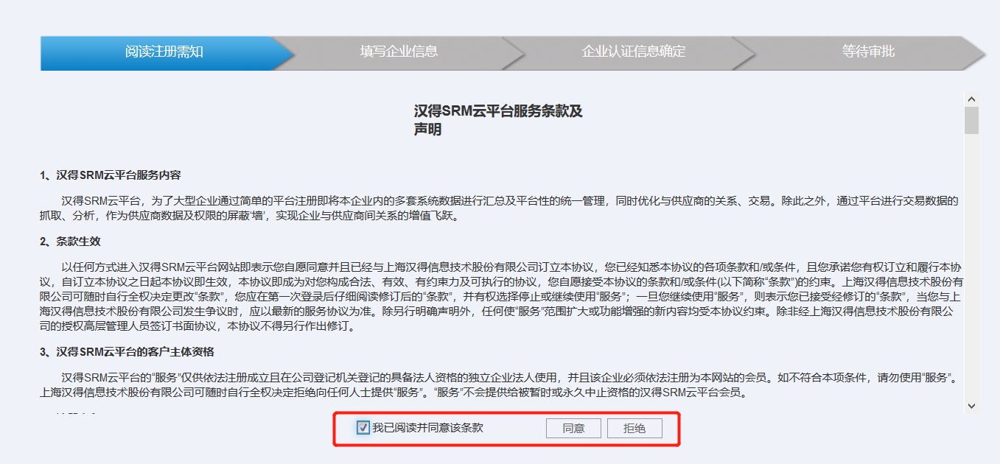 阅读注册需知
填写企业信息
企业认证信息确定
等待审批
汉得SRM云平台服务条款及
声明
1、汉得SRM云平台服务内容
汉得SRM云平台，为了大型企业通过简单的平台注册即将本企业内的多套系统数据进行汇总及平台性的统一管理，同时优化与供应商的关系、交易。除此之外，通过平台进行交易数据的
抓取、分析，作为供应商数据及权限的屏蔽‘墙’，实现企业与供应商间关系的增值飞跃。
2、条款生效
以任何方式进入汉得SRM云平台网站即表示您自愿同意并且已经与上海汉得信息技术股份有限公司订立本协议，您已经知悉本协议的各项条款和/或条件，且您承诺您有权订立和履行本协
议，自订立本协议之日起本协议即生效，本协议即成为对您构成合法、有效、有约束力及可执行的协议，您自愿接受本协议的条款和/或条件(以下简称“条款”)的约束。上海汉得信息技术股份有
限公司可随时自行全权决定更改“条款”，您应在第一次登录后仔细阅读修订后的“条款”，并有权选择停止或继续使用“服务”；一旦您继续使用“服务”，则表示您已接受经修订的“条款”，当您与上
海汉得信息技术股份有限公司发生争议时，应以最新的服务协议为准。除另行明确声明外，任何使“服务”范围扩大或功能增强的新内容均受本协议约束。除非经上海汉得信息技术股份有限公
司的授权高层管理人员签订书面协议，本协议不得另行作出修订。
3、汉得SRM云平台的客户主体资格
汉得SRM云平台的“服务”仅供依法注册成立且在公司登记机关登记的具备法人资格的独立企业法人使用，并且该企业必须依法注册为本网站的会员。如不符合本项条件，请勿使用“服务”。
上海汉得信息技术股份有限公司可随时自行全权决定拒绝向任何人士提供“服务”。“服务”不会提供给被暂时或永久中止资格的汉得SRM云平台会员。
我已阅读并同意该条款
同意
拒绝